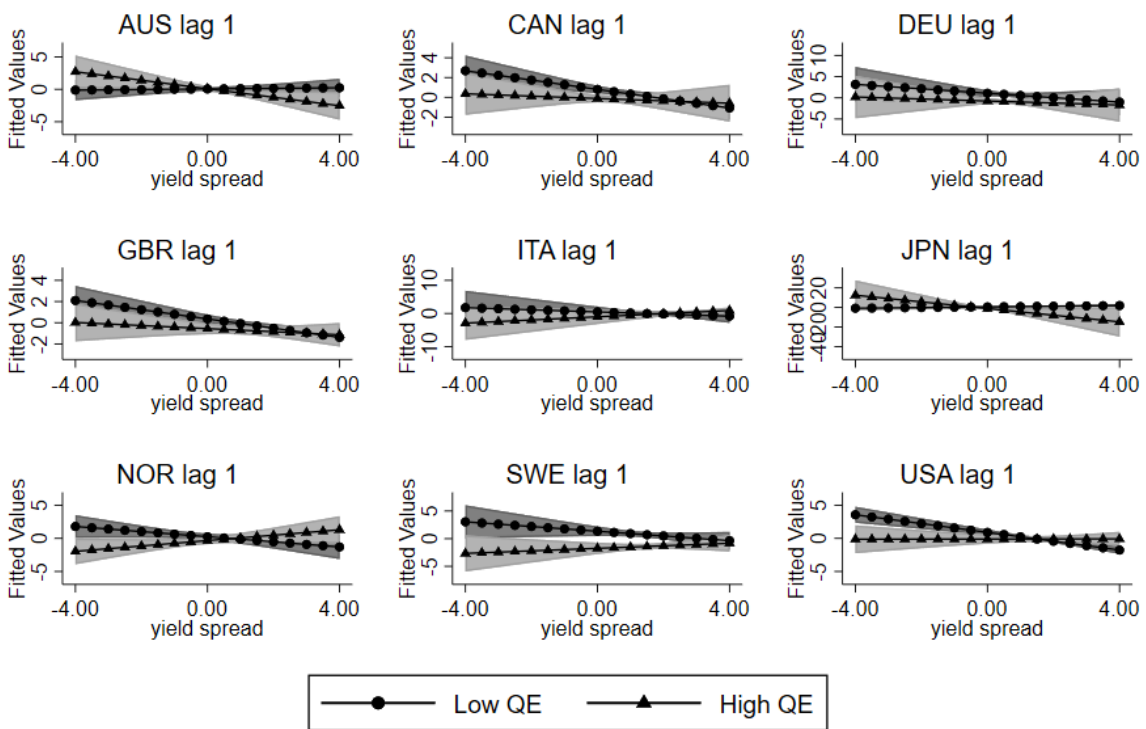 AUS lag 1
Fitted Values
5
0
-5
-4.00 0.00 4.00
yield spread
CAN lag 1
Fitted Values
4
2
0
-2
-4.00 0.00 4.00
yield spread
DEU lag 1
Fitted Values
10
5
0
-5
-4.00 0.00 4.00
yield spread
GBR lag 1
Fitted Values
4
2
0
-2
-4.00 0.00 4.00
yield spread
ITA lag 1
Fitted Values
10
0
-10
-4.00 0.00 4.00
yield spread
JPN lag 1
Fitted Values
20
0
-20
-40
-4.00 0.00 4.00
yield spread
NOR lag 1
Fitted Values
5
0
-5
-4.00 0.00 4.00
yield spread
SWE lag 1
Fitted Values
5
0
-5
-4.00 0.00 4.00
yield spread
USA lag 1
Fitted Values
5
0
-5
-4.00 0.00 4.00
yield spread
Low QE High QE